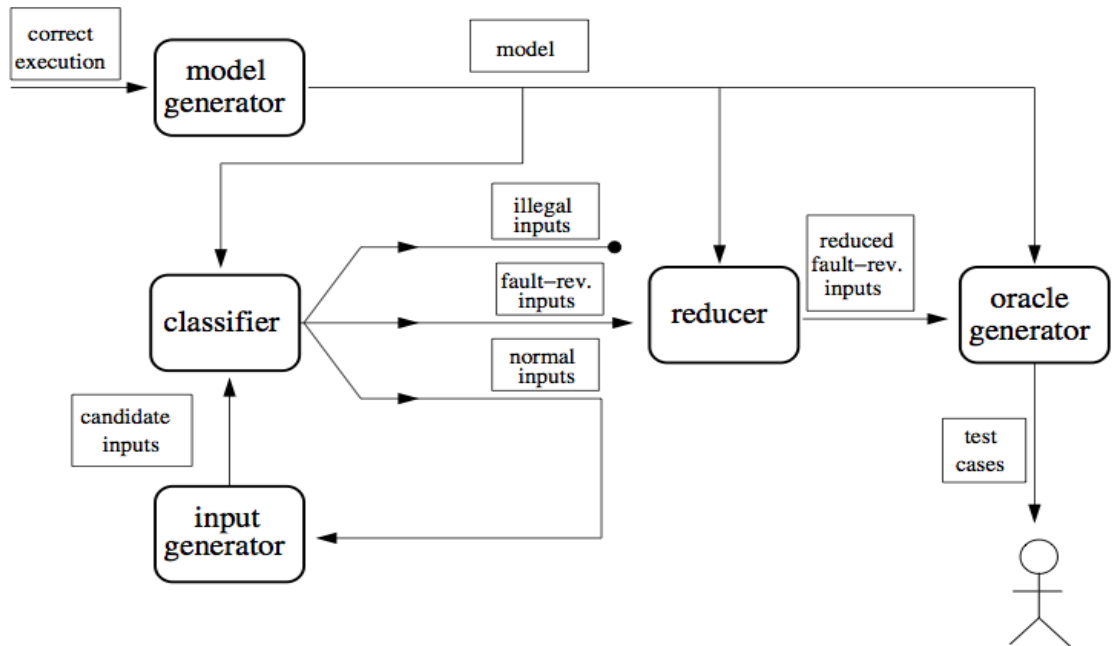 correct
execution
model
generator
model
illegal
inputs
fault−rev.
inputs
normal
inputs
classifier
reducer
reduced
fault−rev.
inputs
oracle
generator
candidate
inputs
input
generator
test
cases